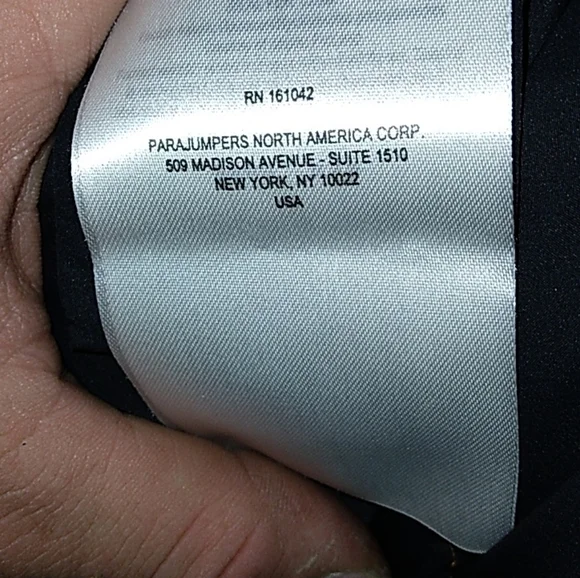 RN 161042
PARAJUMPERS NORTH AMERICA CORP.
509 MADISON AVENUE - SUITE 1510
NEW YORK, NY 10022
USA